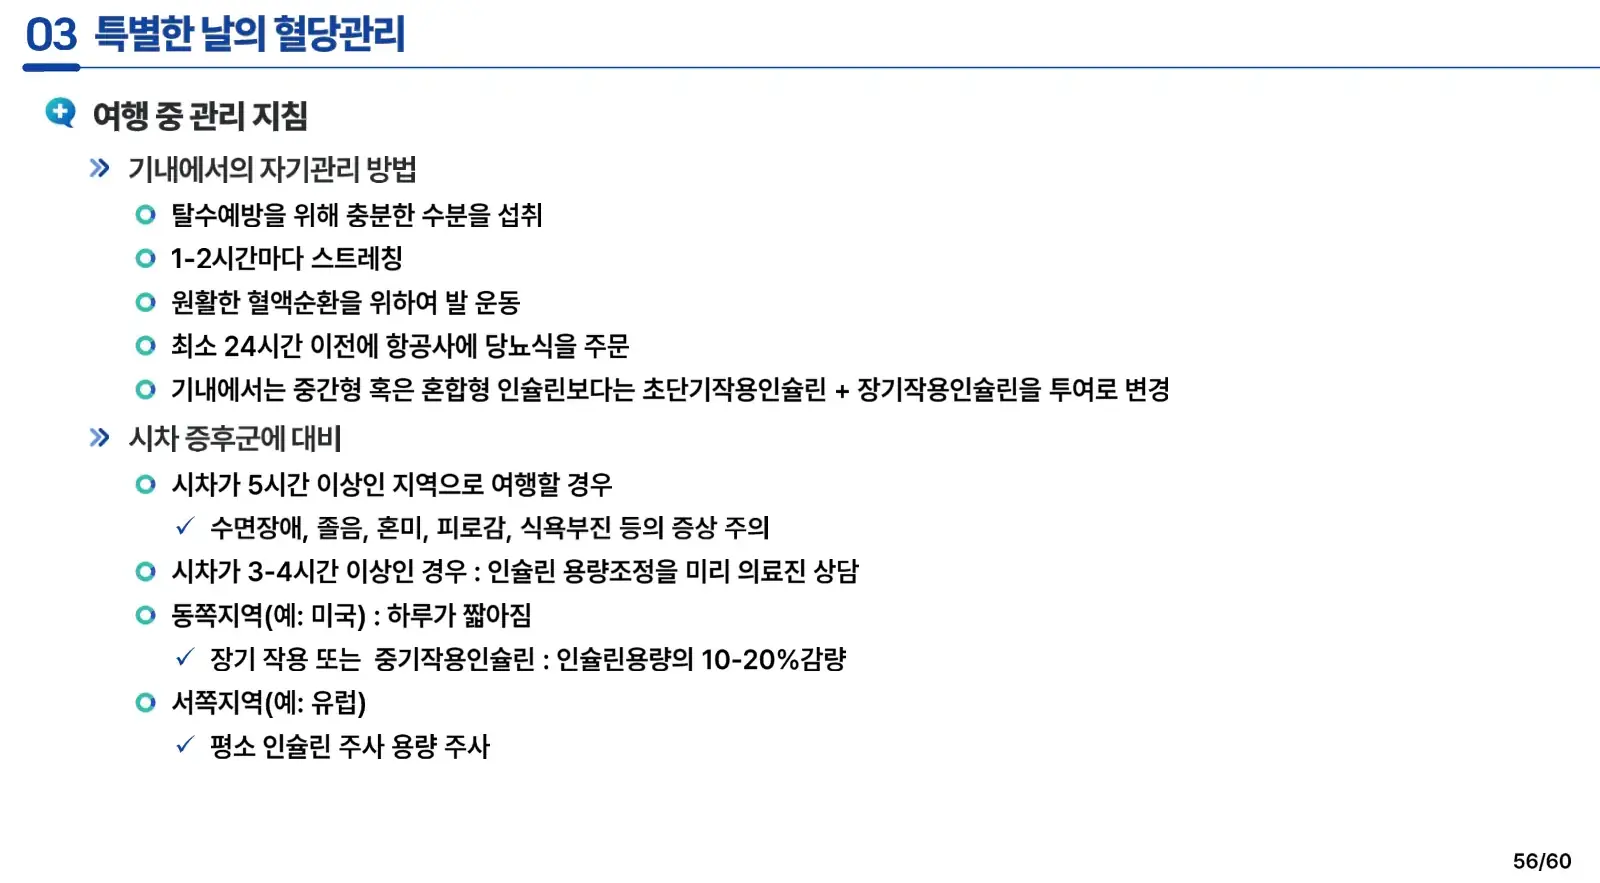 03 특별한 날의 혈당관리
여행 중 관리 지침
기내에서의 자기관리 방법
탈수예방을 위해 충분한 수분을 섭취
1-2시간마다 스트레칭
원활한 혈액순환을 위하여 발 운동
최소 24시간 이전에 항공사에 당뇨식을 주문
기내에서는 중간형 혹은 혼합형 인슐린보다는 초단기작용인슐린 + 장기작용인슐린을 투여로 변경
시차 증후군에 대비
시차가 5시간 이상인 지역으로 여행할 경우
✓ 수면장애, 졸음, 혼미, 피로감, 식욕부진 등의 증상 주의
시차가 3-4시간 이상인 경우 : 인슐린 용량조정을 미리 의료진 상담
동쪽지역(예: 미국) : 하루가 짧아짐
✓ 장기 작용 또는 중기작용인슐린 : 인슐린용량의 10-20%감량
서쪽지역(예: 유럽)
✓ 평소 인슐린 주사 용량 주사
56/60